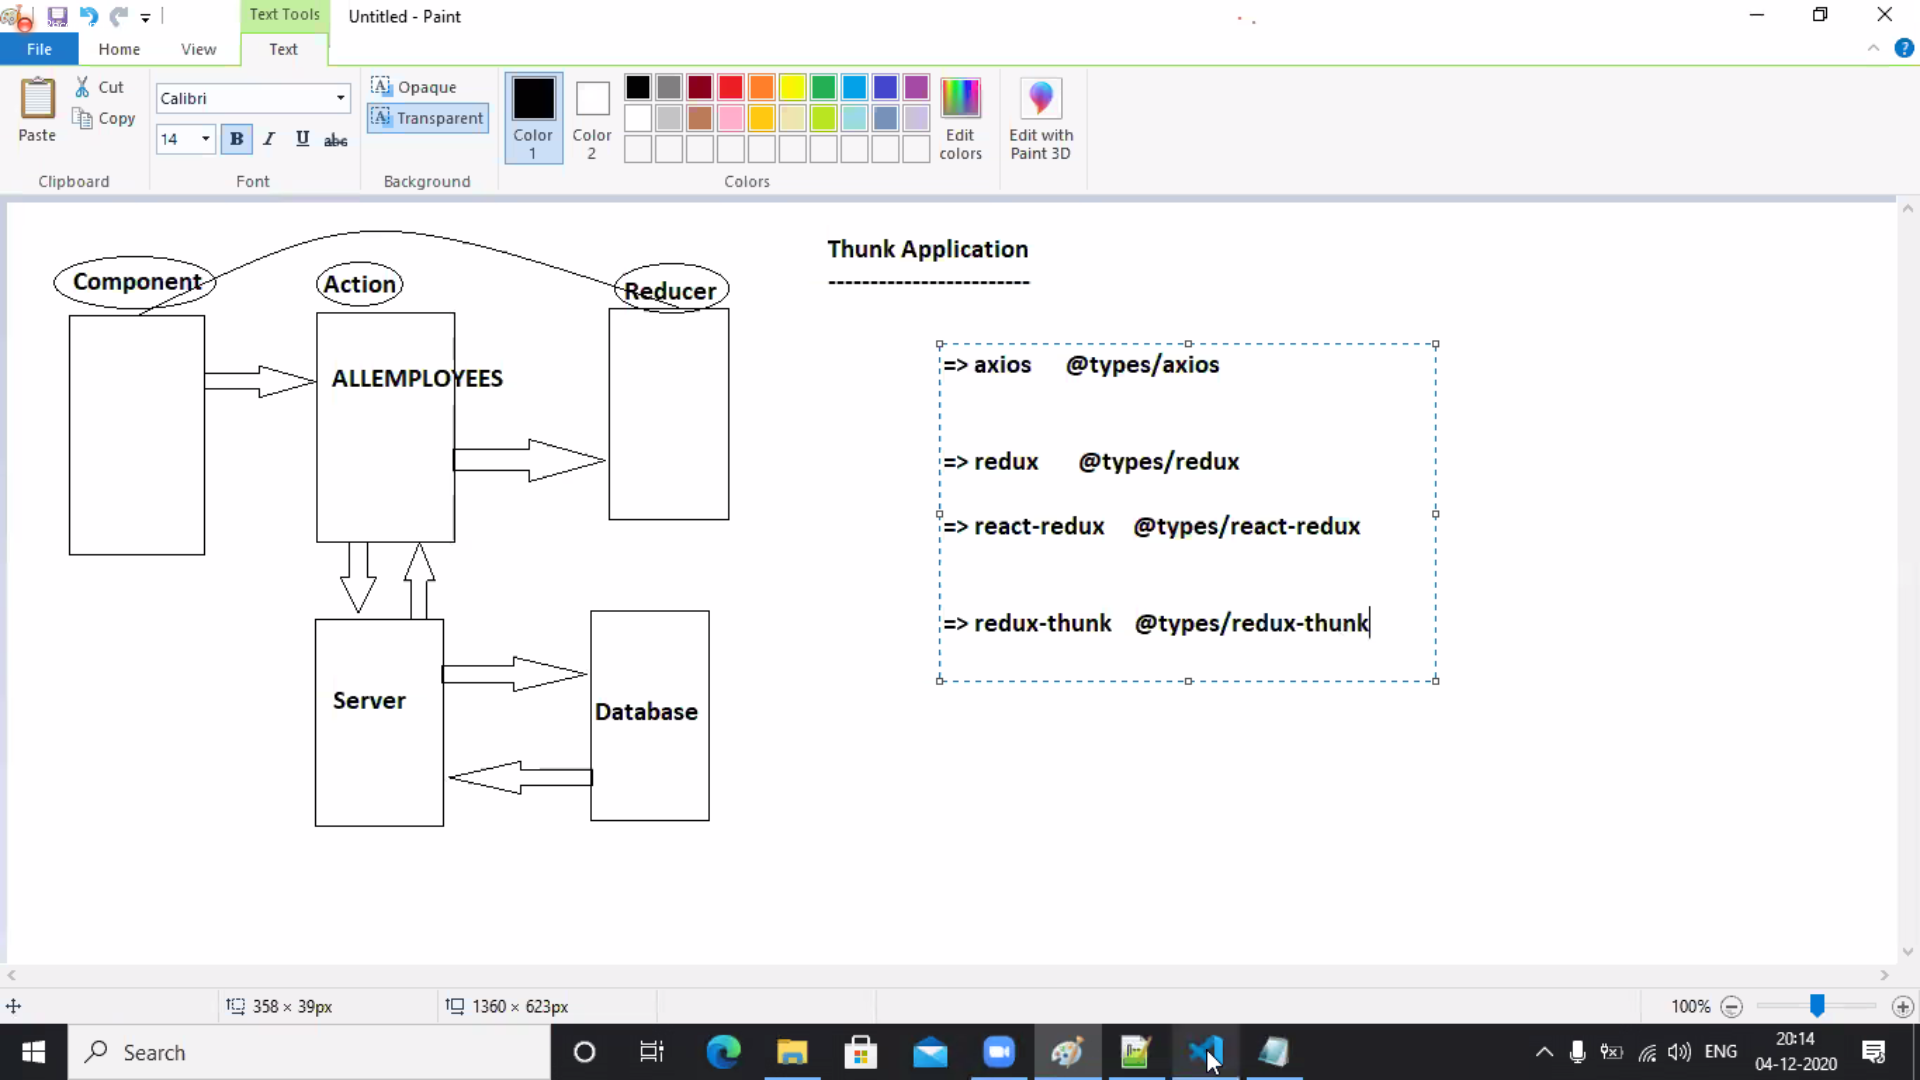 Text Tools
Untitled - Paint
File
Home
View
Text
Paste
Cut
Copy
Clipboard
Calibri
14
B
I
U
abc
Font
Opaque
Transparent
Background
Color 1
Color 2
Colors
Edit colors
Edit with Paint 3D
Component
Action
Reducer
ALLEMPLOYEES
Server
Database
Thunk Application
------------------------
=> axios @types/axios
=> redux @types/redux
=> react-redux @types/react-redux
=> redux-thunk @types/redux-thunk
358 × 39px
1360 × 623px
100%
Search
ENG
20:14
04-12-2020